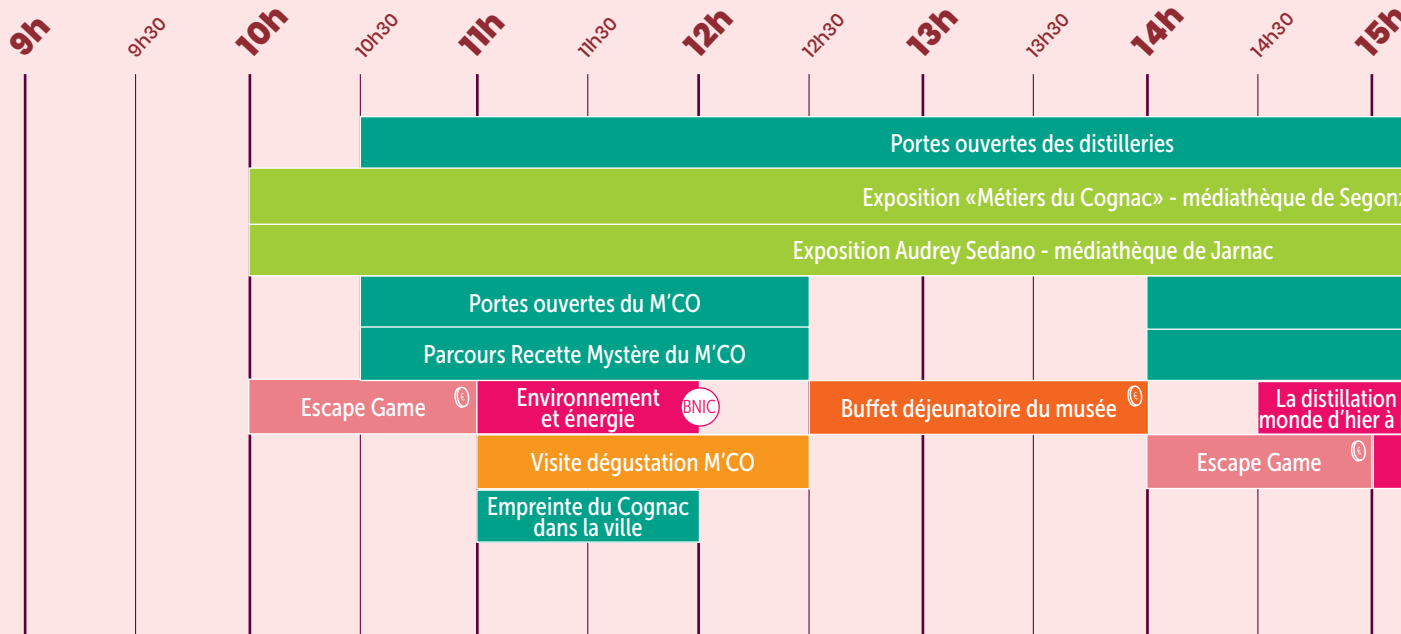 9h
9h30
10h
10h30
11h
11h30
12h
12h30
13h
13h30
14h
14h30
15h
Portes ouvertes des distilleries
Exposition «Métiers du Cognac» - médiathèque de Segonz
Exposition Audrey Sedano - médiathèque de Jarnac
Portes ouvertes du M'CO
Parcours Recette Mystère du M'CO
Escape Game €
Environnement
et énergie
BNIC
Buffet déjeunatoire du musée €
La distillation
monde d'hier à
Visite dégustation M'CO
Escape Game €
Empreinte du Cognac
dans la ville